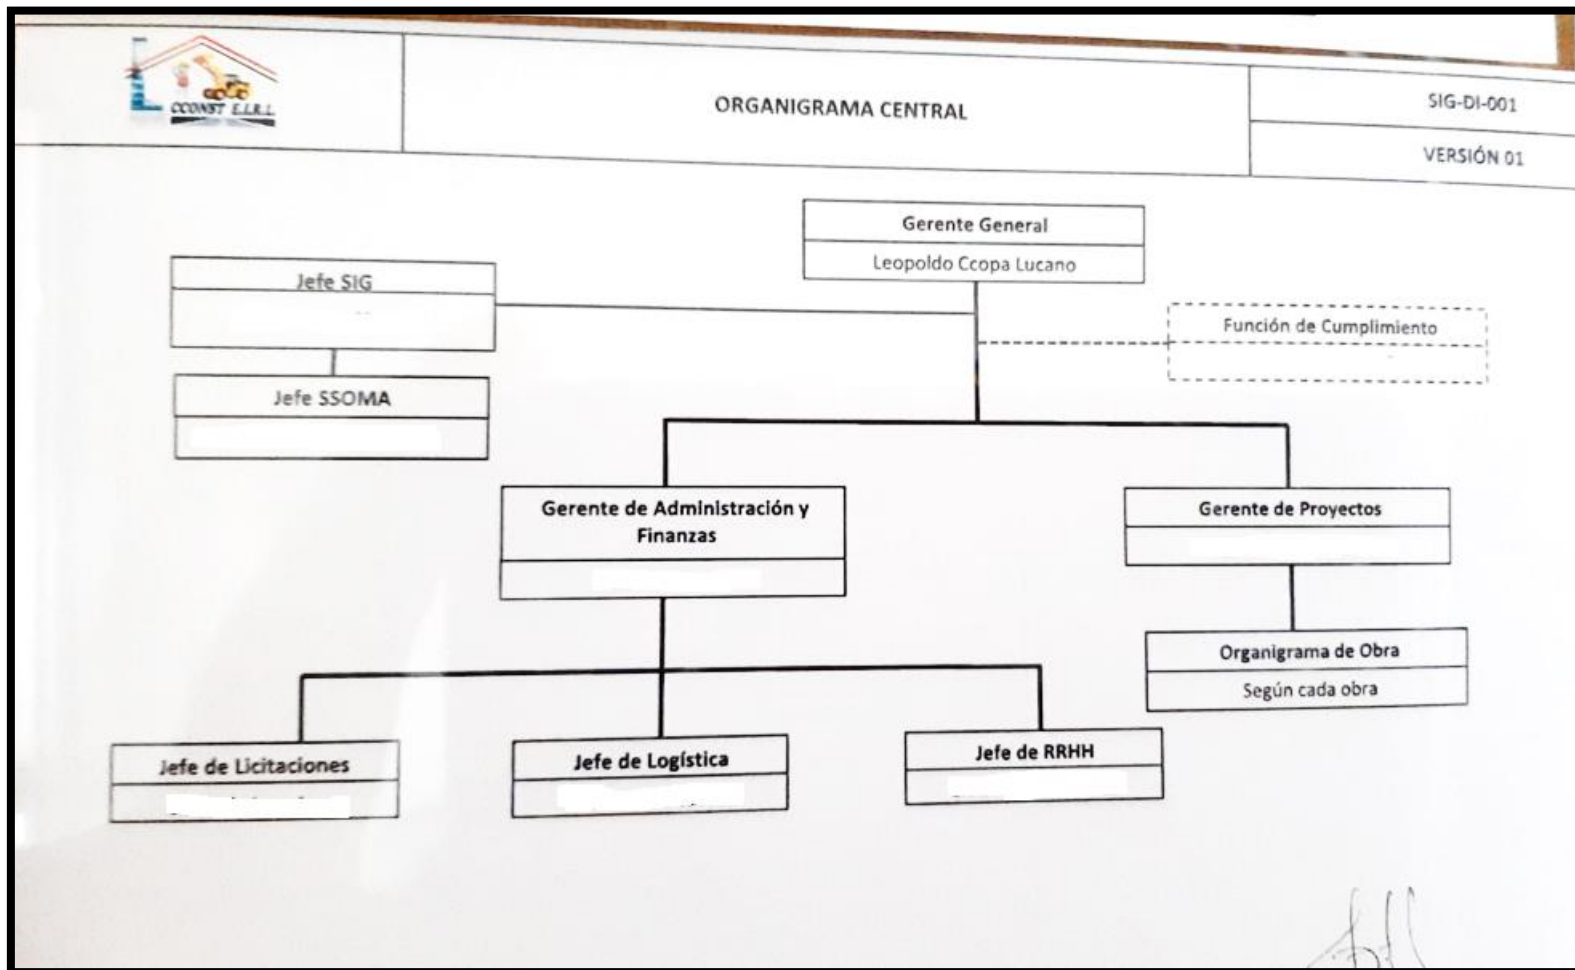 CCONST E.I.R.L.
ORGANIGRAMA CENTRAL
SIG-DI-001
VERSIÓN 01
Gerente General
Leopoldo Ccopa Lucano
Jefe SIG
Función de Cumplimiento
Jefe SSOMA
Gerente de Administración y
Finanzas
Gerente de Proyectos
Organigrama de Obra
Según cada obra
Jefe de Licitaciones
Jefe de Logística
Jefe de RRHH